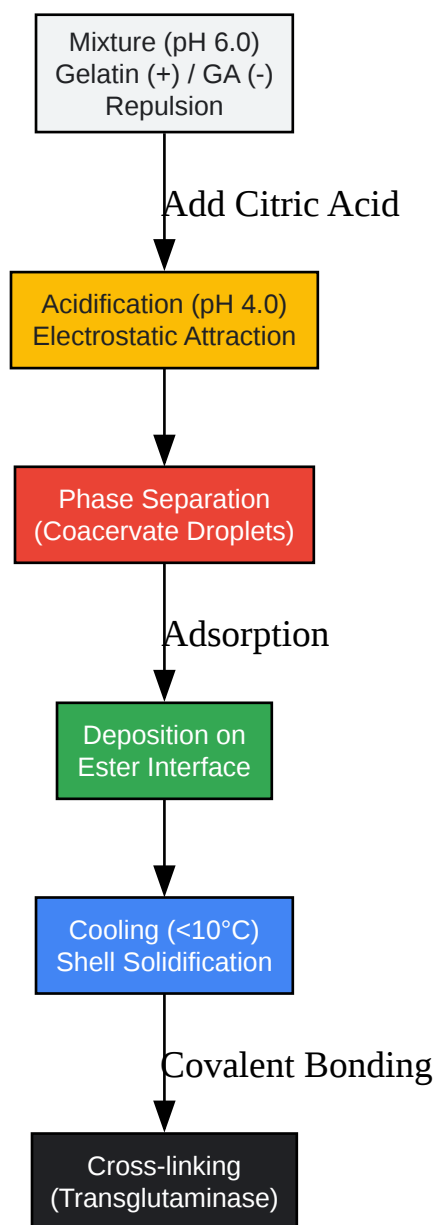 Mixture (pH 6.0)
Gelatin (+) / GA (-)
Repulsion
Add Citric Acid
Acidification (pH 4.0)
Electrostatic Attraction
Phase Separation
(Coacervate Droplets)
Adsorption
Deposition on
Ester Interface
Cooling (<10°C)
Shell Solidification
Covalent Bonding
Cross-linking
(Transglutaminase)